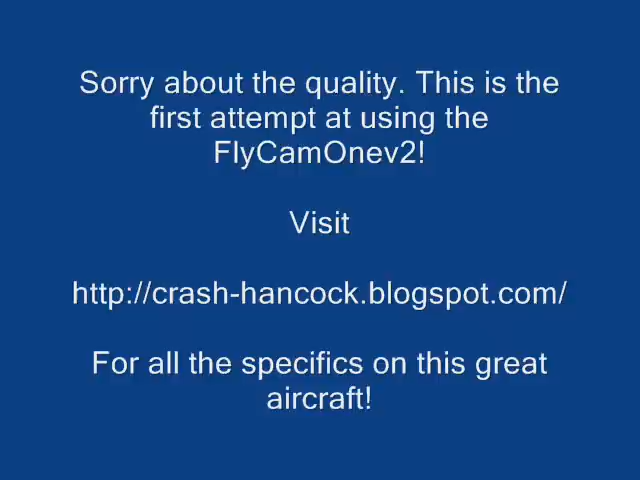 Sorry about the quality. This is the
first attempt at using the
FlyCamOnev2!
Visit
http://crash-hancock.blogspot.com/
For all the specifics on this great
aircraft!